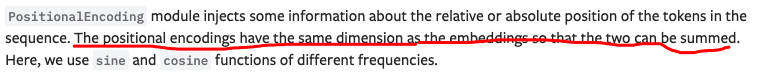 PositionalEncoding module injects some information about the relative or absolute position of the tokens in the
sequence. The positional encodings have the same dimension as the embeddings so that the two can be summed.
Here, we use sine and cosine functions of different frequencies.